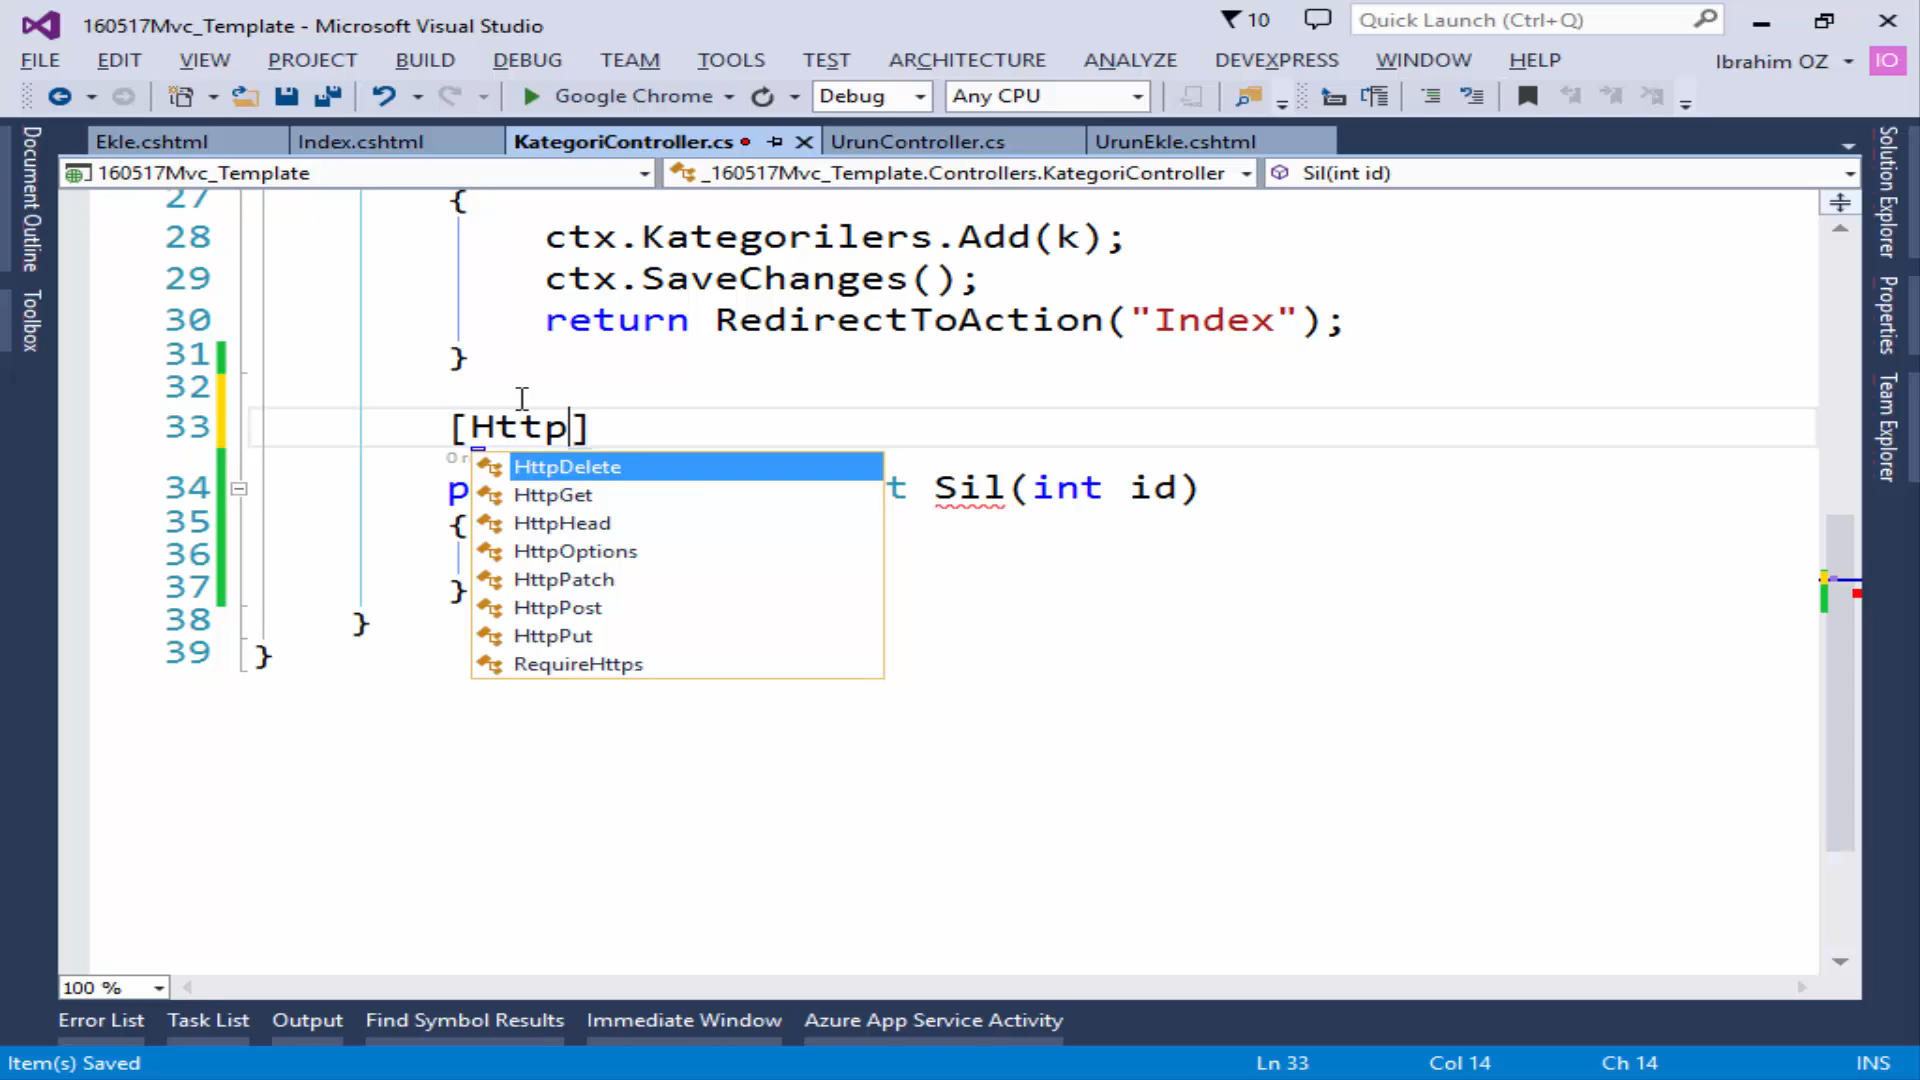 160517Mvc_Template - Microsoft Visual Studio
10
Quick Launch (Ctrl+Q)
FILE EDIT VIEW PROJECT BUILD DEBUG TEAM TOOLS TEST ARCHITECTURE ANALYZE DEVEXPRESS WINDOW HELP
Ibrahim OZ IO
Google Chrome Debug Any CPU
Ekle.cshtml Index.cshtml KategoriController.cs UrunController.cs UrunEkle.cshtml
160517Mvc_Template _160517Mvc_Template.Controllers.KategoriController Sil(int id)
Document Outline
Toolbox
Solution Explorer
Properties
Team Explorer
27 {
28 ctx.Kategorilers.Add(k);
29 ctx.SaveChanges();
30 return RedirectToAction("Index");
31 }
32
33 [Http]
0 r
HttpDelete
34 p t Sil(int id)
HttpGet
35 {
HttpHead
36
HttpOptions
37 }
HttpPatch
38 }
HttpPost
39 }
HttpPut
RequireHttps
100 %
Error List Task List Output Find Symbol Results Immediate Window Azure App Service Activity
Item(s) Saved Ln 33 Col 14 Ch 14 INS